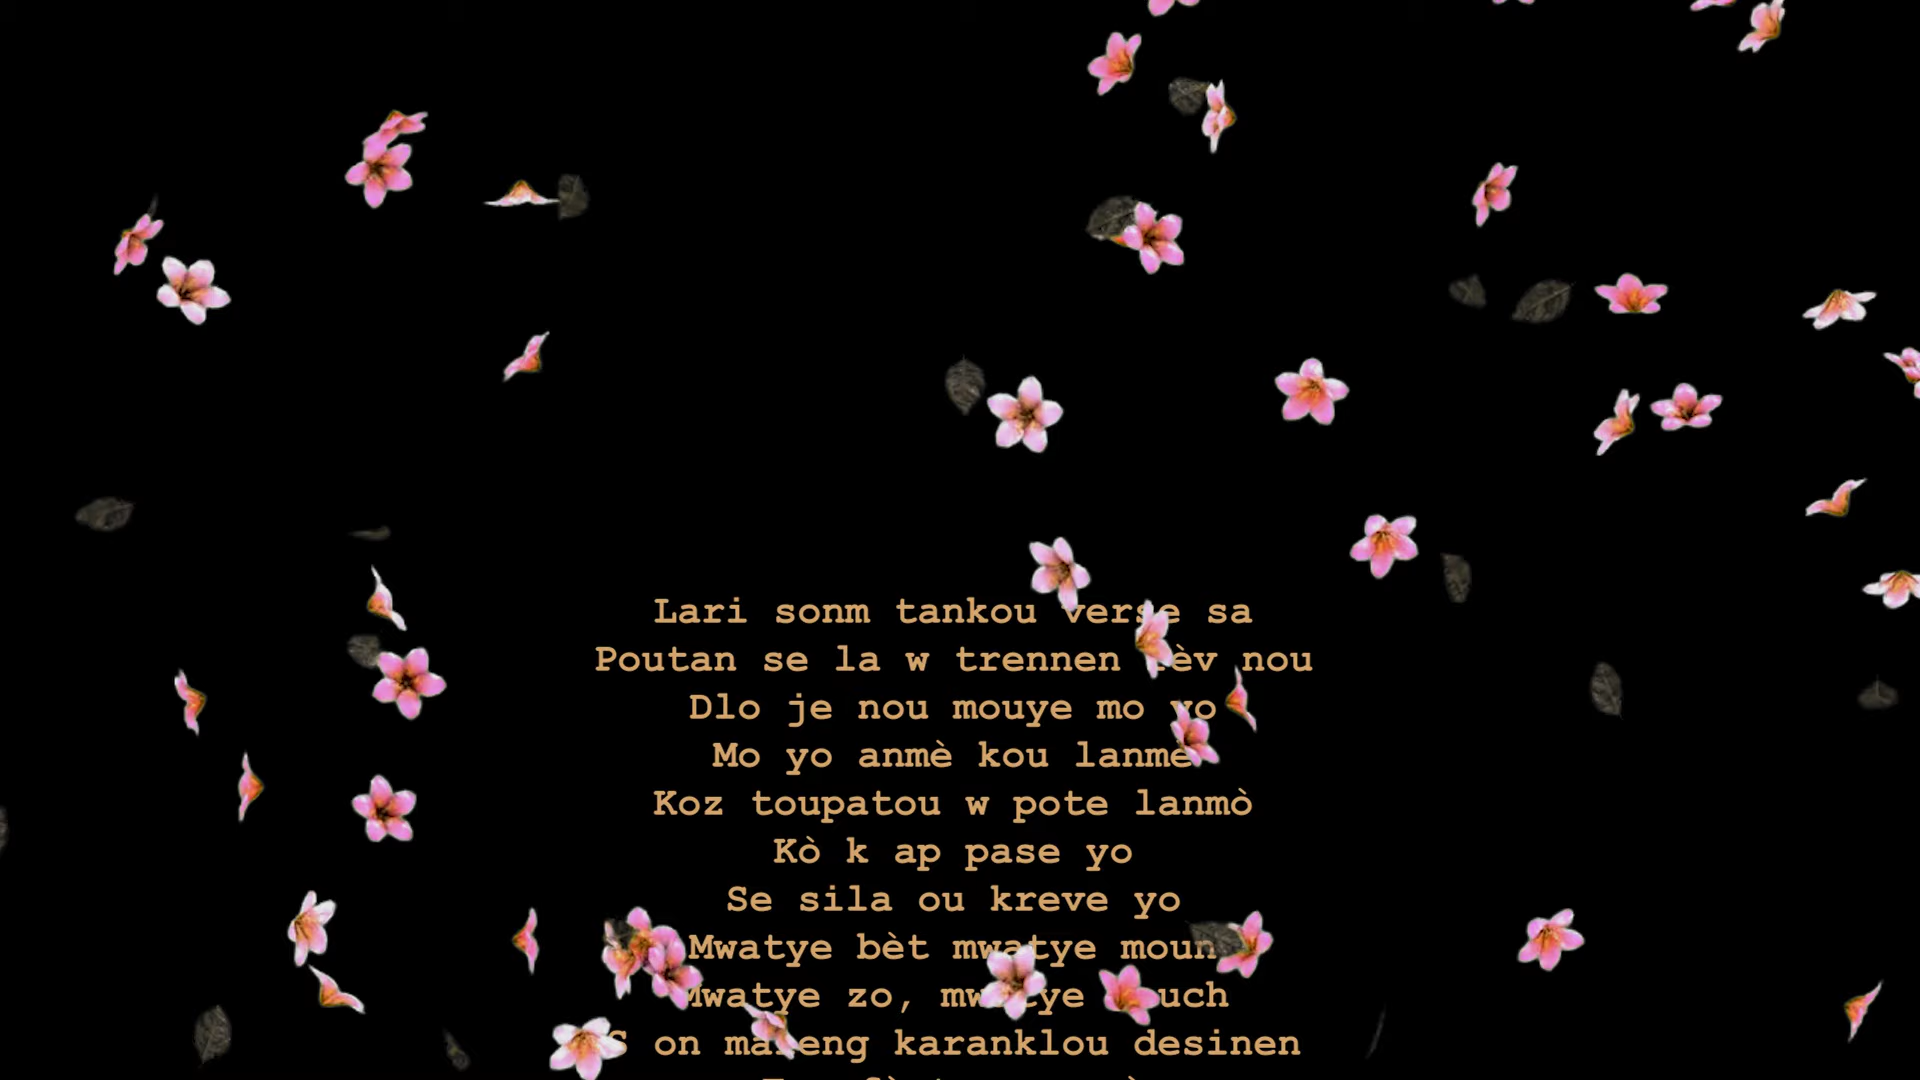 Lari sonm tankou verse sa
Poutan se la w trennen rèv nou
Dlo je nou mouye mo yo
Mo yo anmè kou lanmè
Koz toupatou w pote lanmò
Kò k ap pase yo
Se sila ou kreve yo
Mwatye bèt mwatye moun
Mwatye zo, mwatye
S on mareng karanklou desinen